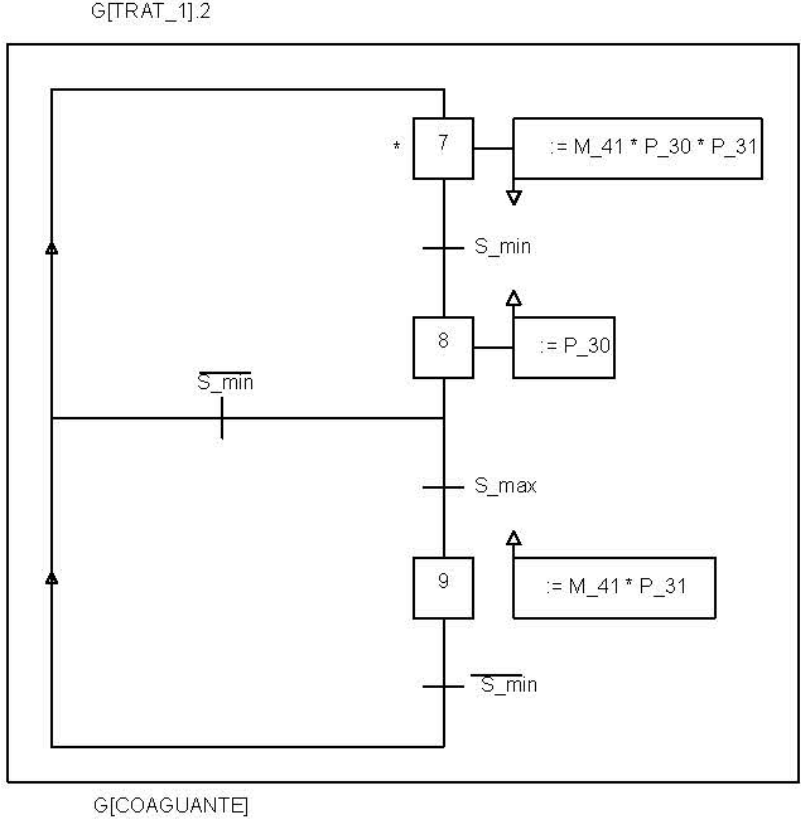 G[TRAT_1].2
* 7 := M_41 * P_30 * P_31
S_min
8 := P_30
S_min
S_max
9 := M_41 * P_31
S_min
G[COAGUANTE]